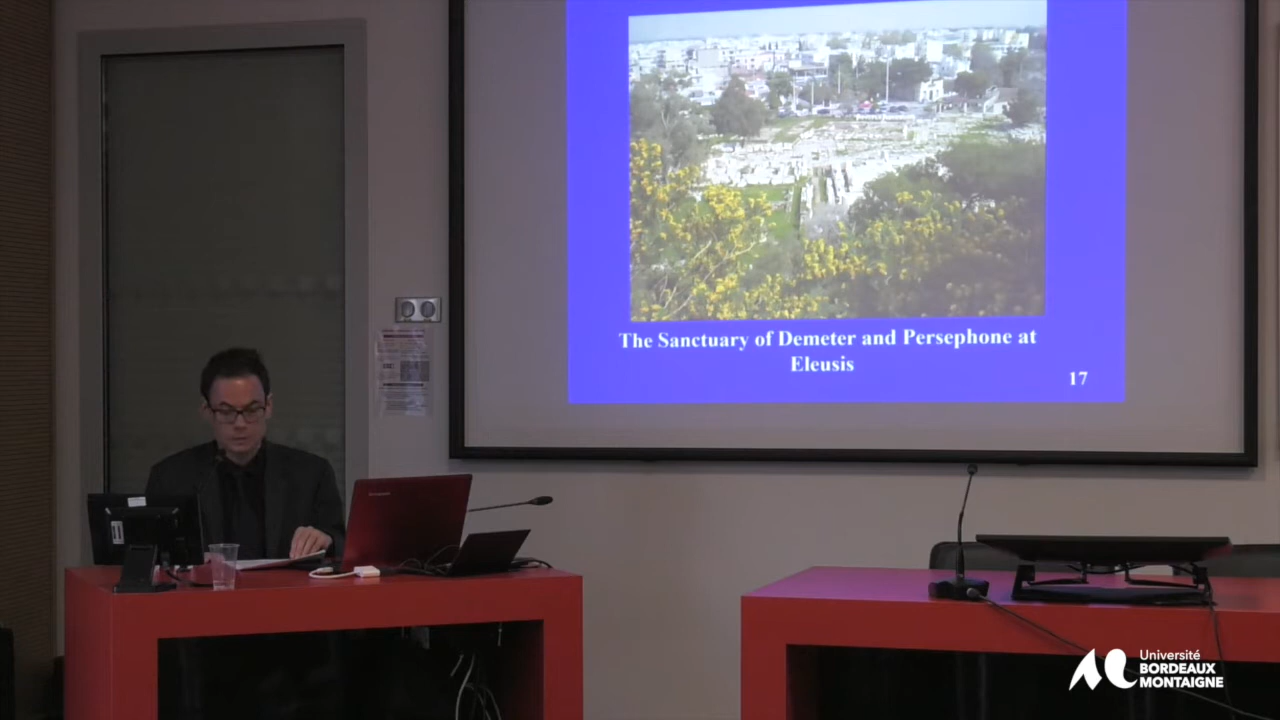 The Sanctuary of Demeter and Persephone at
Eleusis
17
Université
BORDEAUX
MONTAIGNE